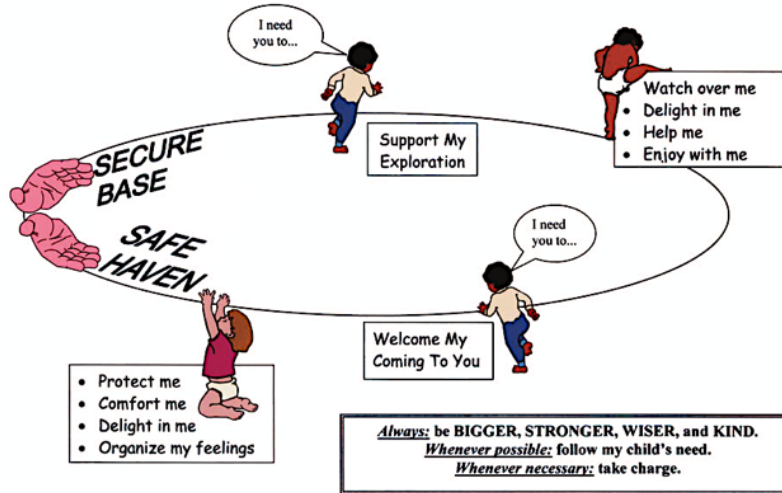 I need
you to...
SECURE
BASE
Support My
Exploration
• Watch over me
• Delight in me
• Help me
• Enjoy with me
SAFE
HAVEN
I need
you to...
Welcome My
Coming To You
• Protect me
• Comfort me
• Delight in me
• Organize my feelings
Always: be BIGGER, STRONGER, WISER, and KIND.
Whenever possible: follow my child's need.
Whenever necessary: take charge.